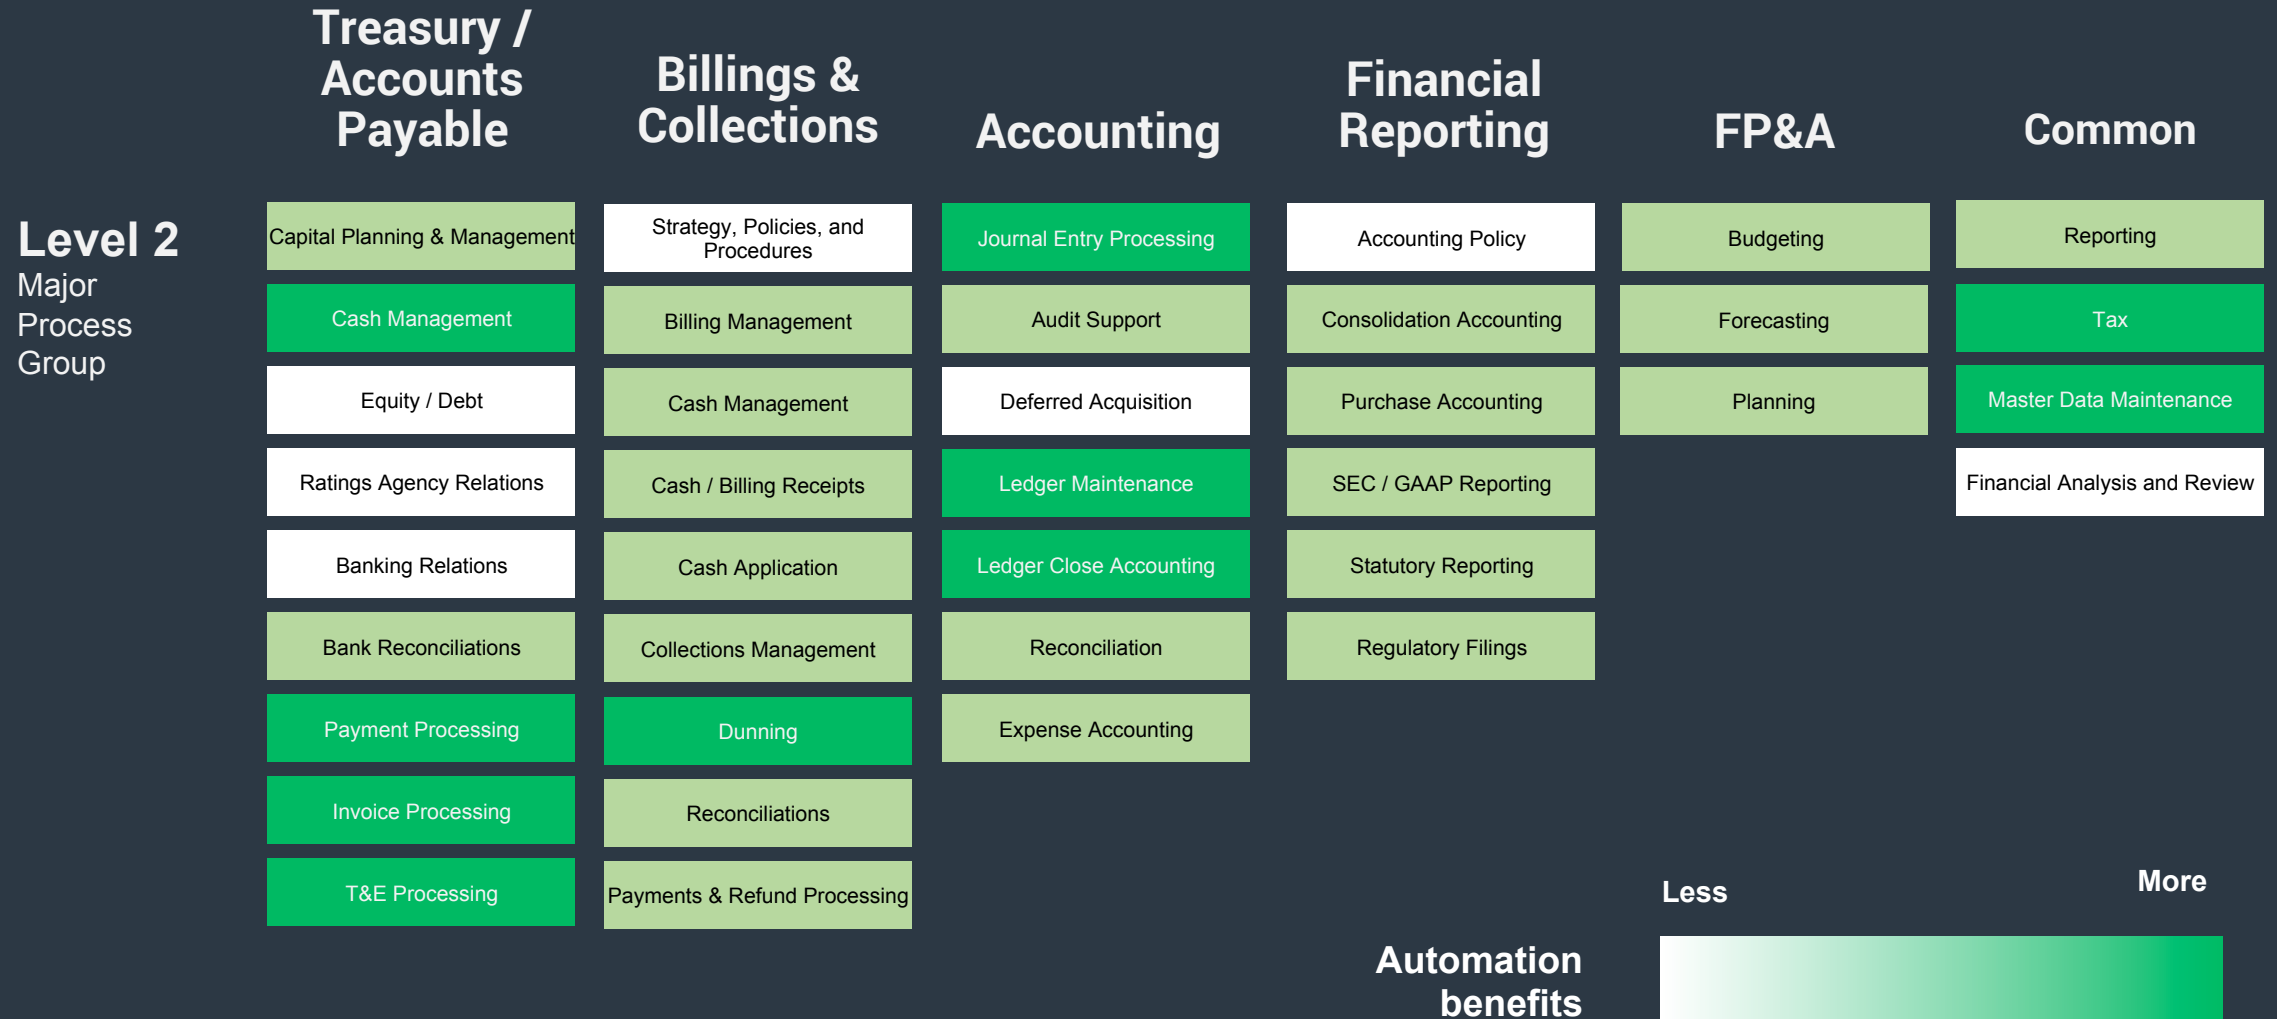 Treasury /
Accounts
Payable
Billings &
Collections
Accounting
Financial
Reporting
FP&A
Common
Level 2
Major
Process
Group
Capital Planning & Management
Cash Management
Equity / Debt
Ratings Agency Relations
Banking Relations
Bank Reconciliations
Payment Processing
Invoice Processing
T&E Processing
Strategy, Policies, and
Procedures
Billing Management
Cash Management
Cash / Billing Receipts
Cash Application
Collections Management
Dunning
Reconciliations
Payments & Refund Processing
Journal Entry Processing
Audit Support
Deferred Acquisition
Ledger Maintenance
Ledger Close Accounting
Reconciliation
Expense Accounting
Accounting Policy
Consolidation Accounting
Purchase Accounting
SEC / GAAP Reporting
Statutory Reporting
Regulatory Filings
Budgeting
Forecasting
Planning
Reporting
Tax
Master Data Maintenance
Financial Analysis and Review
Less
More
Automation
benefits